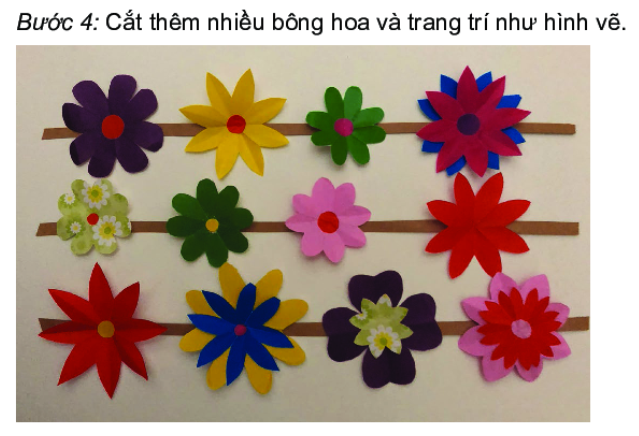 Bước 4: Cắt thêm nhiều bông hoa và trang trí như hình vẽ.